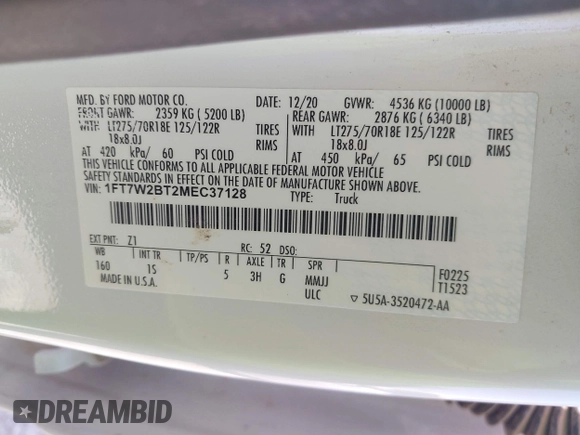 MFD. BY FORD MOTOR CO. DATE: 12/20 GVWR: 4536 KG (10000 LB)
FRONT GAWR: 2359 KG ( 5200 LB) REAR GAWR: 2876 KG ( 6340 LB)
WITH LT275/70R18E 125/122R TIRES WITH LT275/70R18E 125/122R TIRES
18x8.0J RIMS 18x8.0J RIMS
AT 420 kPa/ 60 PSI COLD AT 450 kPa/ 65 PSI COLD
THIS VEHICLE CONFORMS TO ALL APPLICABLE FEDERAL MOTOR VEHICLE
SAFETY AND BUMPER STANDARDS IN EFFECT ON THE DATE OF MANUFACTURE SHOWN ABOVE.
VIN: 1FT7W2BT2MEC37128 TYPE: Truck
EXT PNT: Z1 RC: 52 DSO:
WB INT TR TP/PS R AXLE TR SPR
160 1S 5 3H G MMJJ
MADE IN U.S.A. ULC
F0225
T1523
5U5A-3520472-AA
DREAMBID